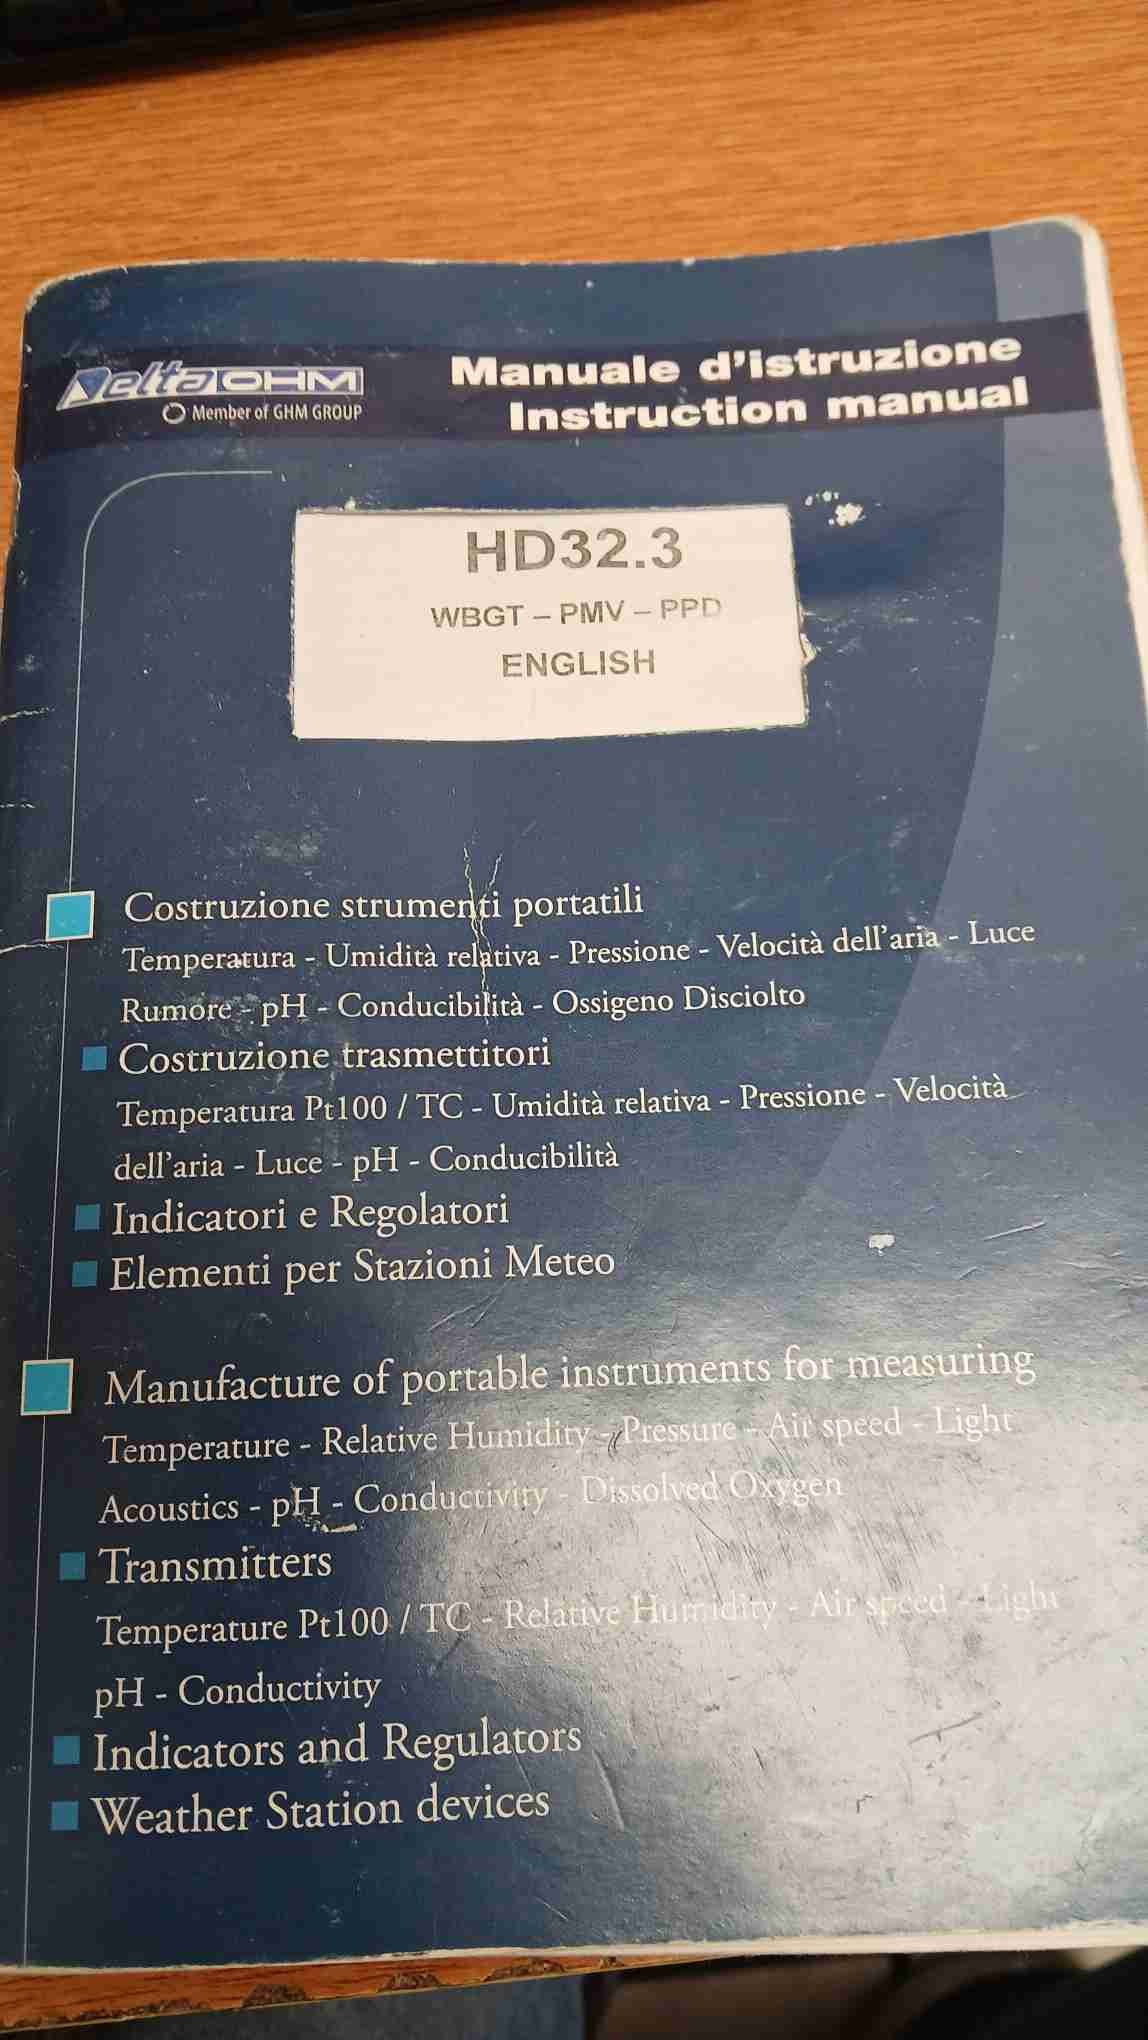 DeltaOHM
Member of GHM GROUP
Manuale d'istruzione
Instruction manual
HD32.3
WBGT – PMV – PPD
ENGLISH
Costruzione strumenti portatili
Temperatura - Umidità relativa - Pressione - Velocità dell'aria - Luce
Rumore - pH - Conducibilità - Ossigeno Disciolto
Costruzione trasmettitori
Temperatura Pt100 / TC - Umidità relativa - Pressione - Velocità
dell'aria - Luce - pH - Conducibilità
Indicatori e Regolatori
Elementi per Stazioni Meteo
Manufacture of portable instruments for measuring
Temperature - Relative Humidity - Pressure - Air speed - Light
Acoustics - pH - Conductivity - Dissolved Oxygen
Transmitters
Temperature Pt100 / TC - Relative Humidity - Air speed - Light
pH - Conductivity
Indicators and Regulators
Weather Station devices